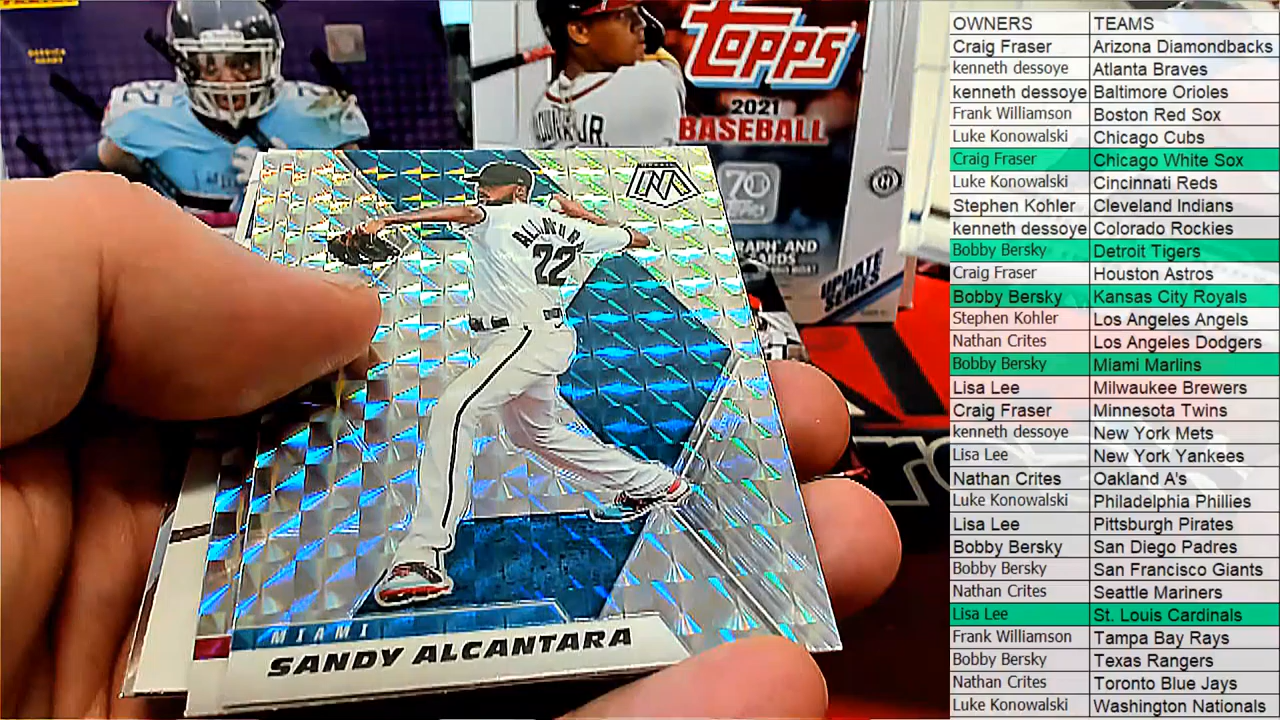 TOPPS
2021
BASEBALL
70
UPDATE
SERIES
22
MIAMI
SANDY ALCANTARA
OWNERS TEAMS
Craig Fraser Arizona Diamondbacks
kenneth dessoye Atlanta Braves
kenneth dessoye Baltimore Orioles
Frank Williamson Boston Red Sox
Luke Konowalski Chicago Cubs
Craig Fraser Chicago White Sox
Luke Konowalski Cincinnati Reds
Stephen Kohler Cleveland Indians
kenneth dessoye Colorado Rockies
Bobby Bersky Detroit Tigers
Craig Fraser Houston Astros
Bobby Bersky Kansas City Royals
Stephen Kohler Los Angeles Angels
Nathan Crites Los Angeles Dodgers
Bobby Bersky Miami Marlins
Lisa Lee Milwaukee Brewers
Craig Fraser Minnesota Twins
kenneth dessoye New York Mets
Lisa Lee New York Yankees
Nathan Crites Oakland A's
Luke Konowalski Philadelphia Phillies
Lisa Lee Pittsburgh Pirates
Bobby Bersky San Diego Padres
Bobby Bersky San Francisco Giants
Nathan Crites Seattle Mariners
Lisa Lee St. Louis Cardinals
Frank Williamson Tampa Bay Rays
Bobby Bersky Texas Rangers
Nathan Crites Toronto Blue Jays
Luke Konowalski Washington Nationals